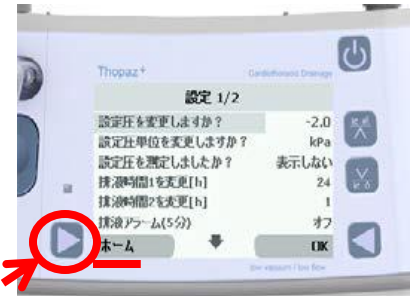 Thopaz+
Cardiothoracic Drainage
設定 1/2
設定圧を変更しますか？ -2.0
設定圧単位を変更しますか？ kPa
設定圧を測定しましたか？ 表示しない
排液時間1を変更[h] 24
排液時間2を変更[h] 1
排液アラーム(5分) オフ
ホーム OK
low vacuum / low flow